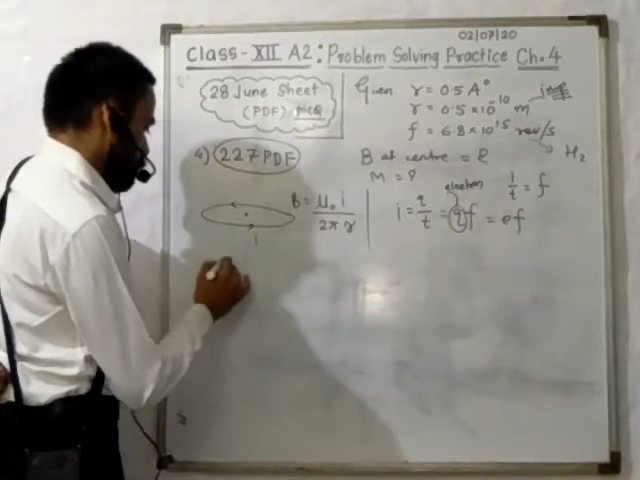 02/07/20
Class-XII A2: Problem Solving Practice Ch.4
28 June Sheet
(PDF) MCQ
Given r = 0.5 A°
r = 0.5×10⁻¹⁰ m
f = 6.8×10¹⁵ rev/s
Hz
4) 227 PDF
B at centre = ?
M = ?
electron
1/t = f
B = μ₀ i / 2π r
i = q/t = qf = ef
i